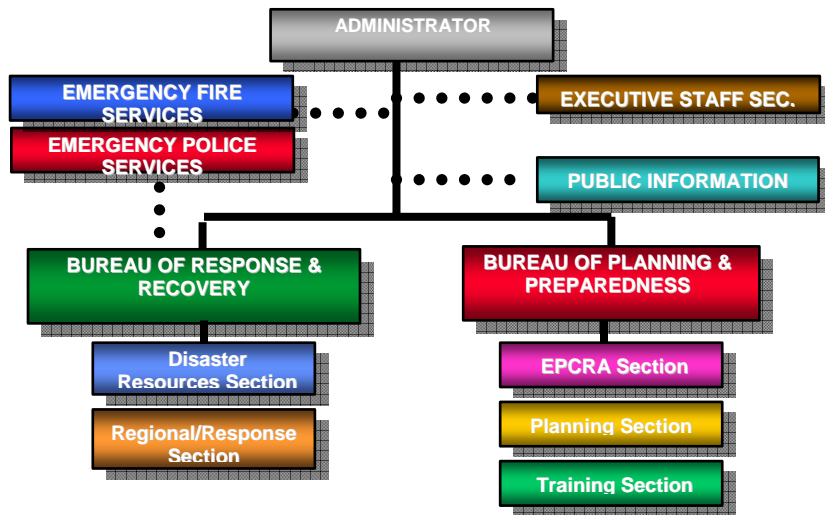 ADMINISTRATOR
EMERGENCY FIRE
SERVICES
EXECUTIVE STAFF SEC.
EMERGENCY POLICE
SERVICES
PUBLIC INFORMATION
BUREAU OF RESPONSE &
RECOVERY
BUREAU OF PLANNING &
PREPAREDNESS
Disaster
Resources Section
EPCRA Section
Regional/Response
Section
Planning Section
Training Section